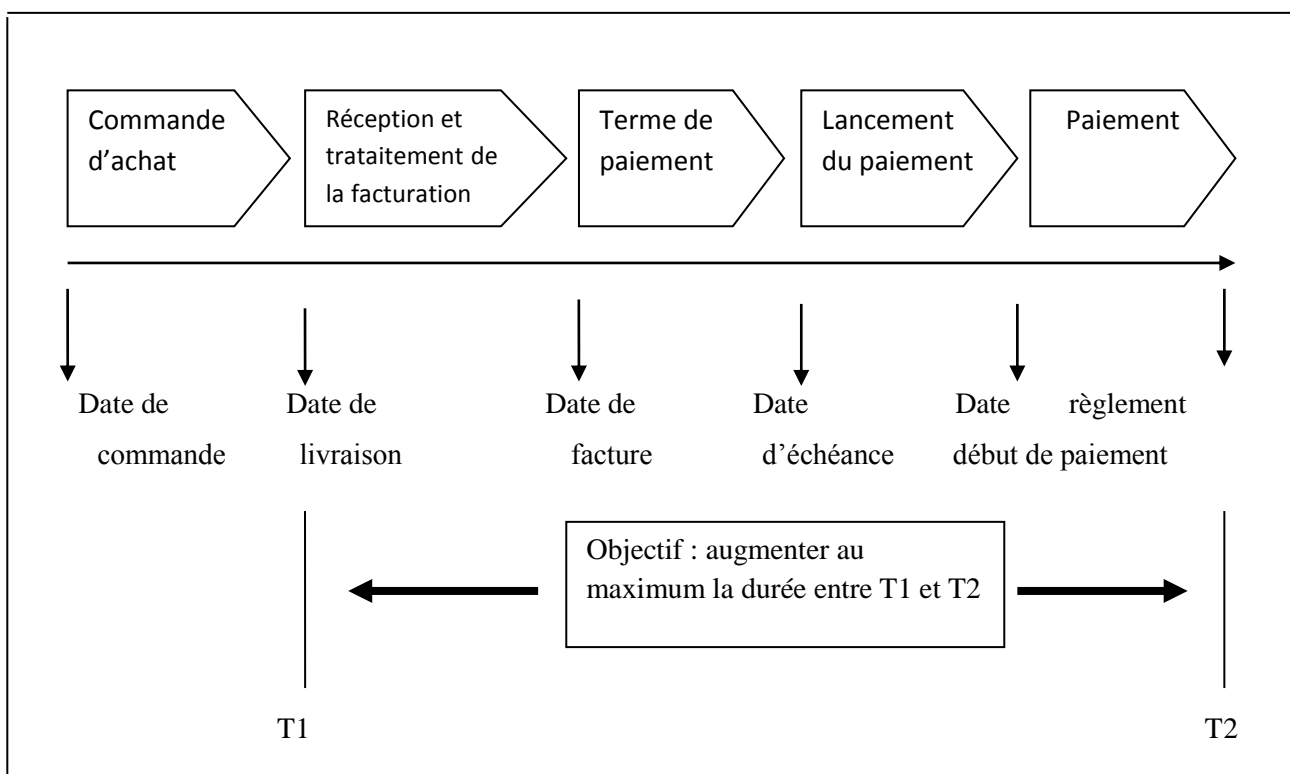 Commande
d’achat
Réception et
trataitement de
la facturation
Terme de
paiement
Lancement
du paiement
Paiement
Date de
commande
Date de
livraison
Date de
facture
Date
d’échéance
Date règlement
début de paiement
Objectif : augmenter au
maximum la durée entre T1 et T2
T1
T2